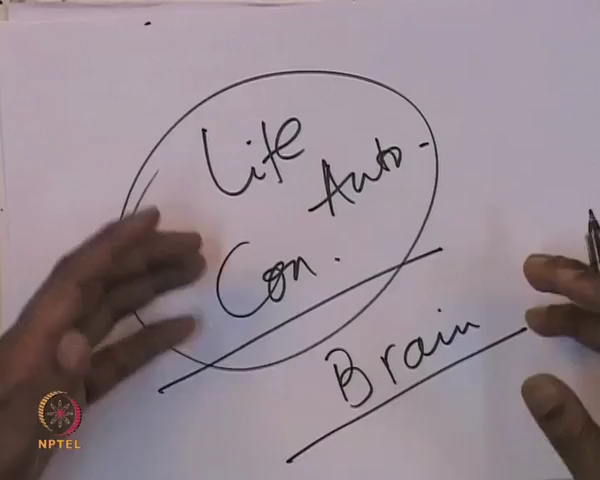 Life
Auto-
Con.
Brain
NPTEL